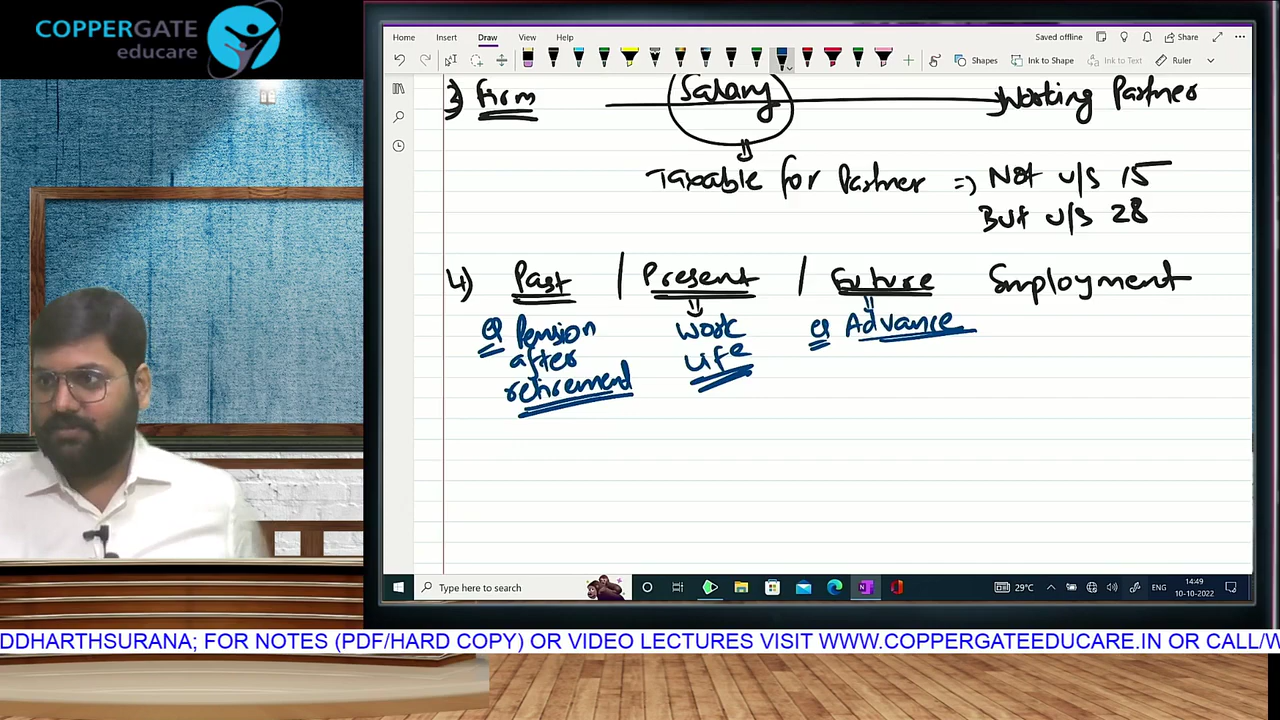 COPPERGATE
educare
Home Insert Draw View Help
Saved offline
Share
Shapes
Ink to Shape
Ink to Text
Ruler
3) Firm Salary Working Partner
Taxable for Partner => Not u/s 15
But u/s 28
4) Past | Present | Future Employment
eg Pension after retirement
Work Life
eg Advance
Type here to search
29°C
ENG
14:49
10-10-2022
DDHARTHSURANA; FOR NOTES (PDF/HARD COPY) OR VIDEO LECTURES VISIT WWW.COPPERGATEEDUCARE.IN OR CALL/W